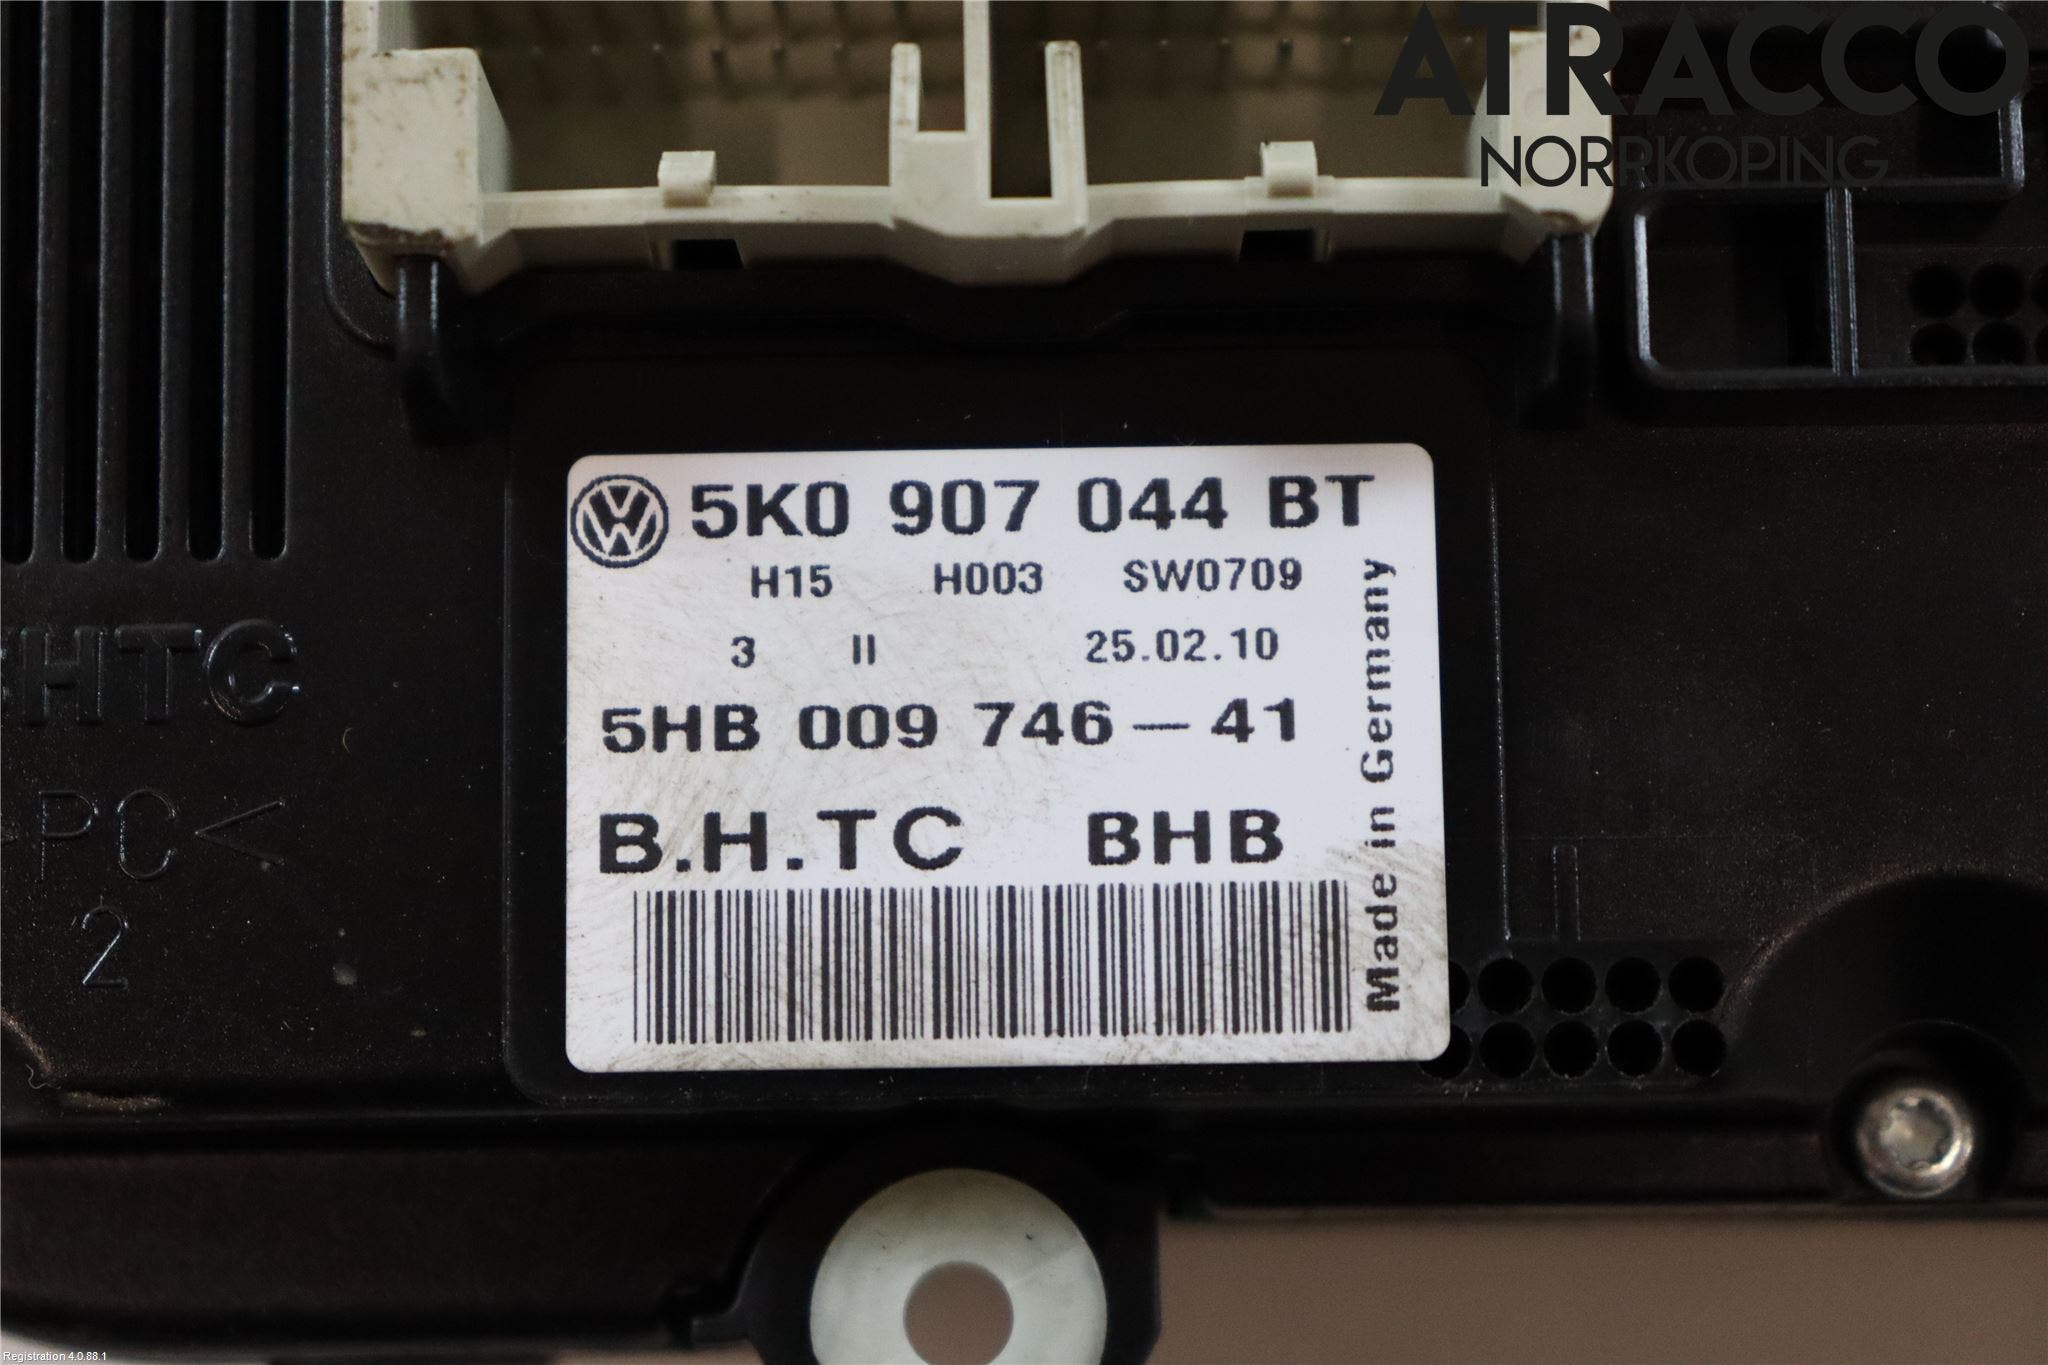 ATRACCO
NORRKÖPING
5K0 907 044 BT
H15 H003 SW0709
3 II 25.02.10
5HB 009 746-41
B.H.TC BHB
Made in Germany
HTC
PC<
2
Registration 4.0.88.1